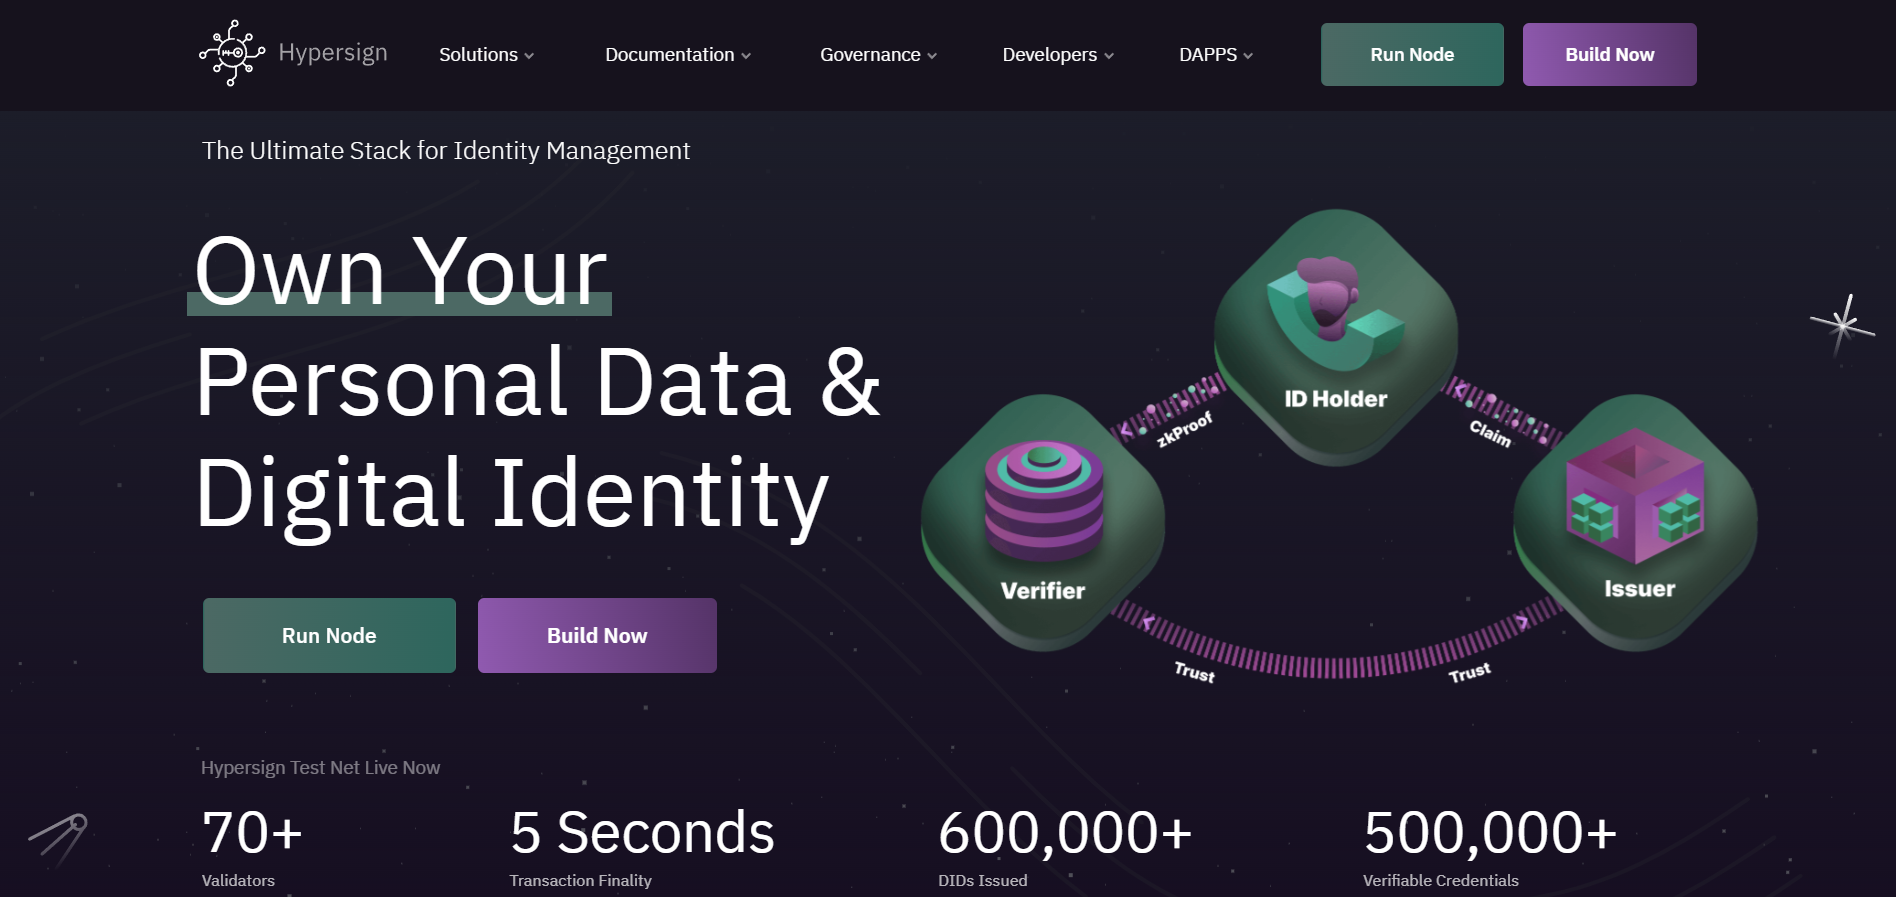 Hypersign
Solutions
Documentation
Governance
Developers
DAPPS
Run Node
Build Now
The Ultimate Stack for Identity Management
Own Your
Personal Data &
Digital Identity
Run Node
Build Now
ID Holder
zkProof
Claim
Verifier
Issuer
Trust
Trust
Hypersign Test Net Live Now
70+
Validators
5 Seconds
Transaction Finality
600,000+
DIDs Issued
500,000+
Verifiable Credentials